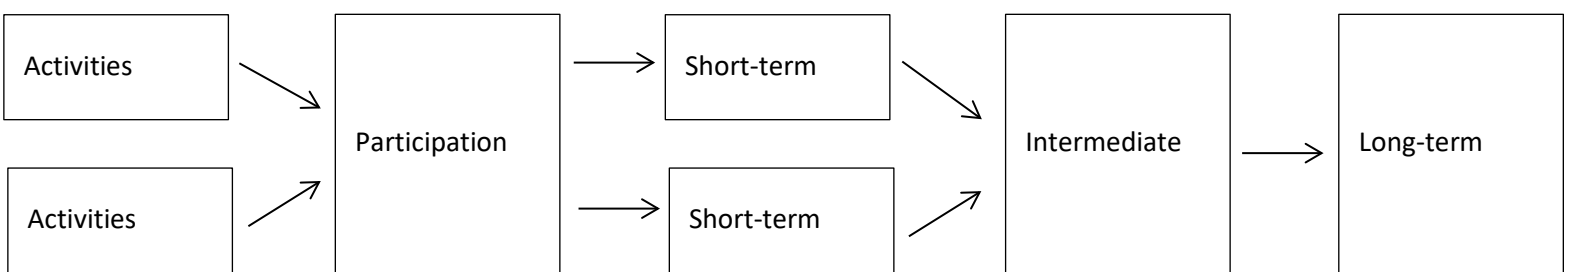 Activities
Activities
Participation
Short-term
Short-term
Intermediate
Long-term